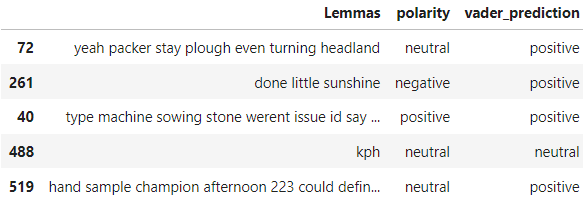 Lemmas polarity vader_prediction
72 yeah packer stay plough even turning headland neutral positive
261 done little sunshine negative positive
40 type machine sowing stone werent issue id say ... positive positive
488 kph neutral neutral
519 hand sample champion afternoon 223 could defin... neutral positive